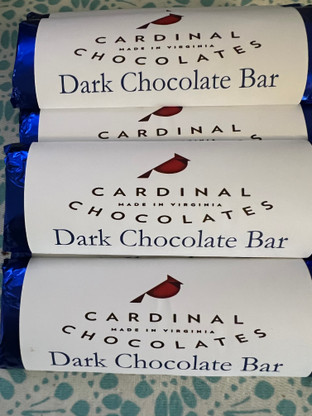 CARDINAL
MADE IN VIRGINIA
CHOCOLATES
Dark Chocolate Bar
CARDINAL
CARDINAL
MADE IN VIRGINIA
CHOCOLATES
Dark Chocolate Bar
CARDINAL
MADE IN VIRGINIA
CHOCOLATES
Dark Chocolate Bar